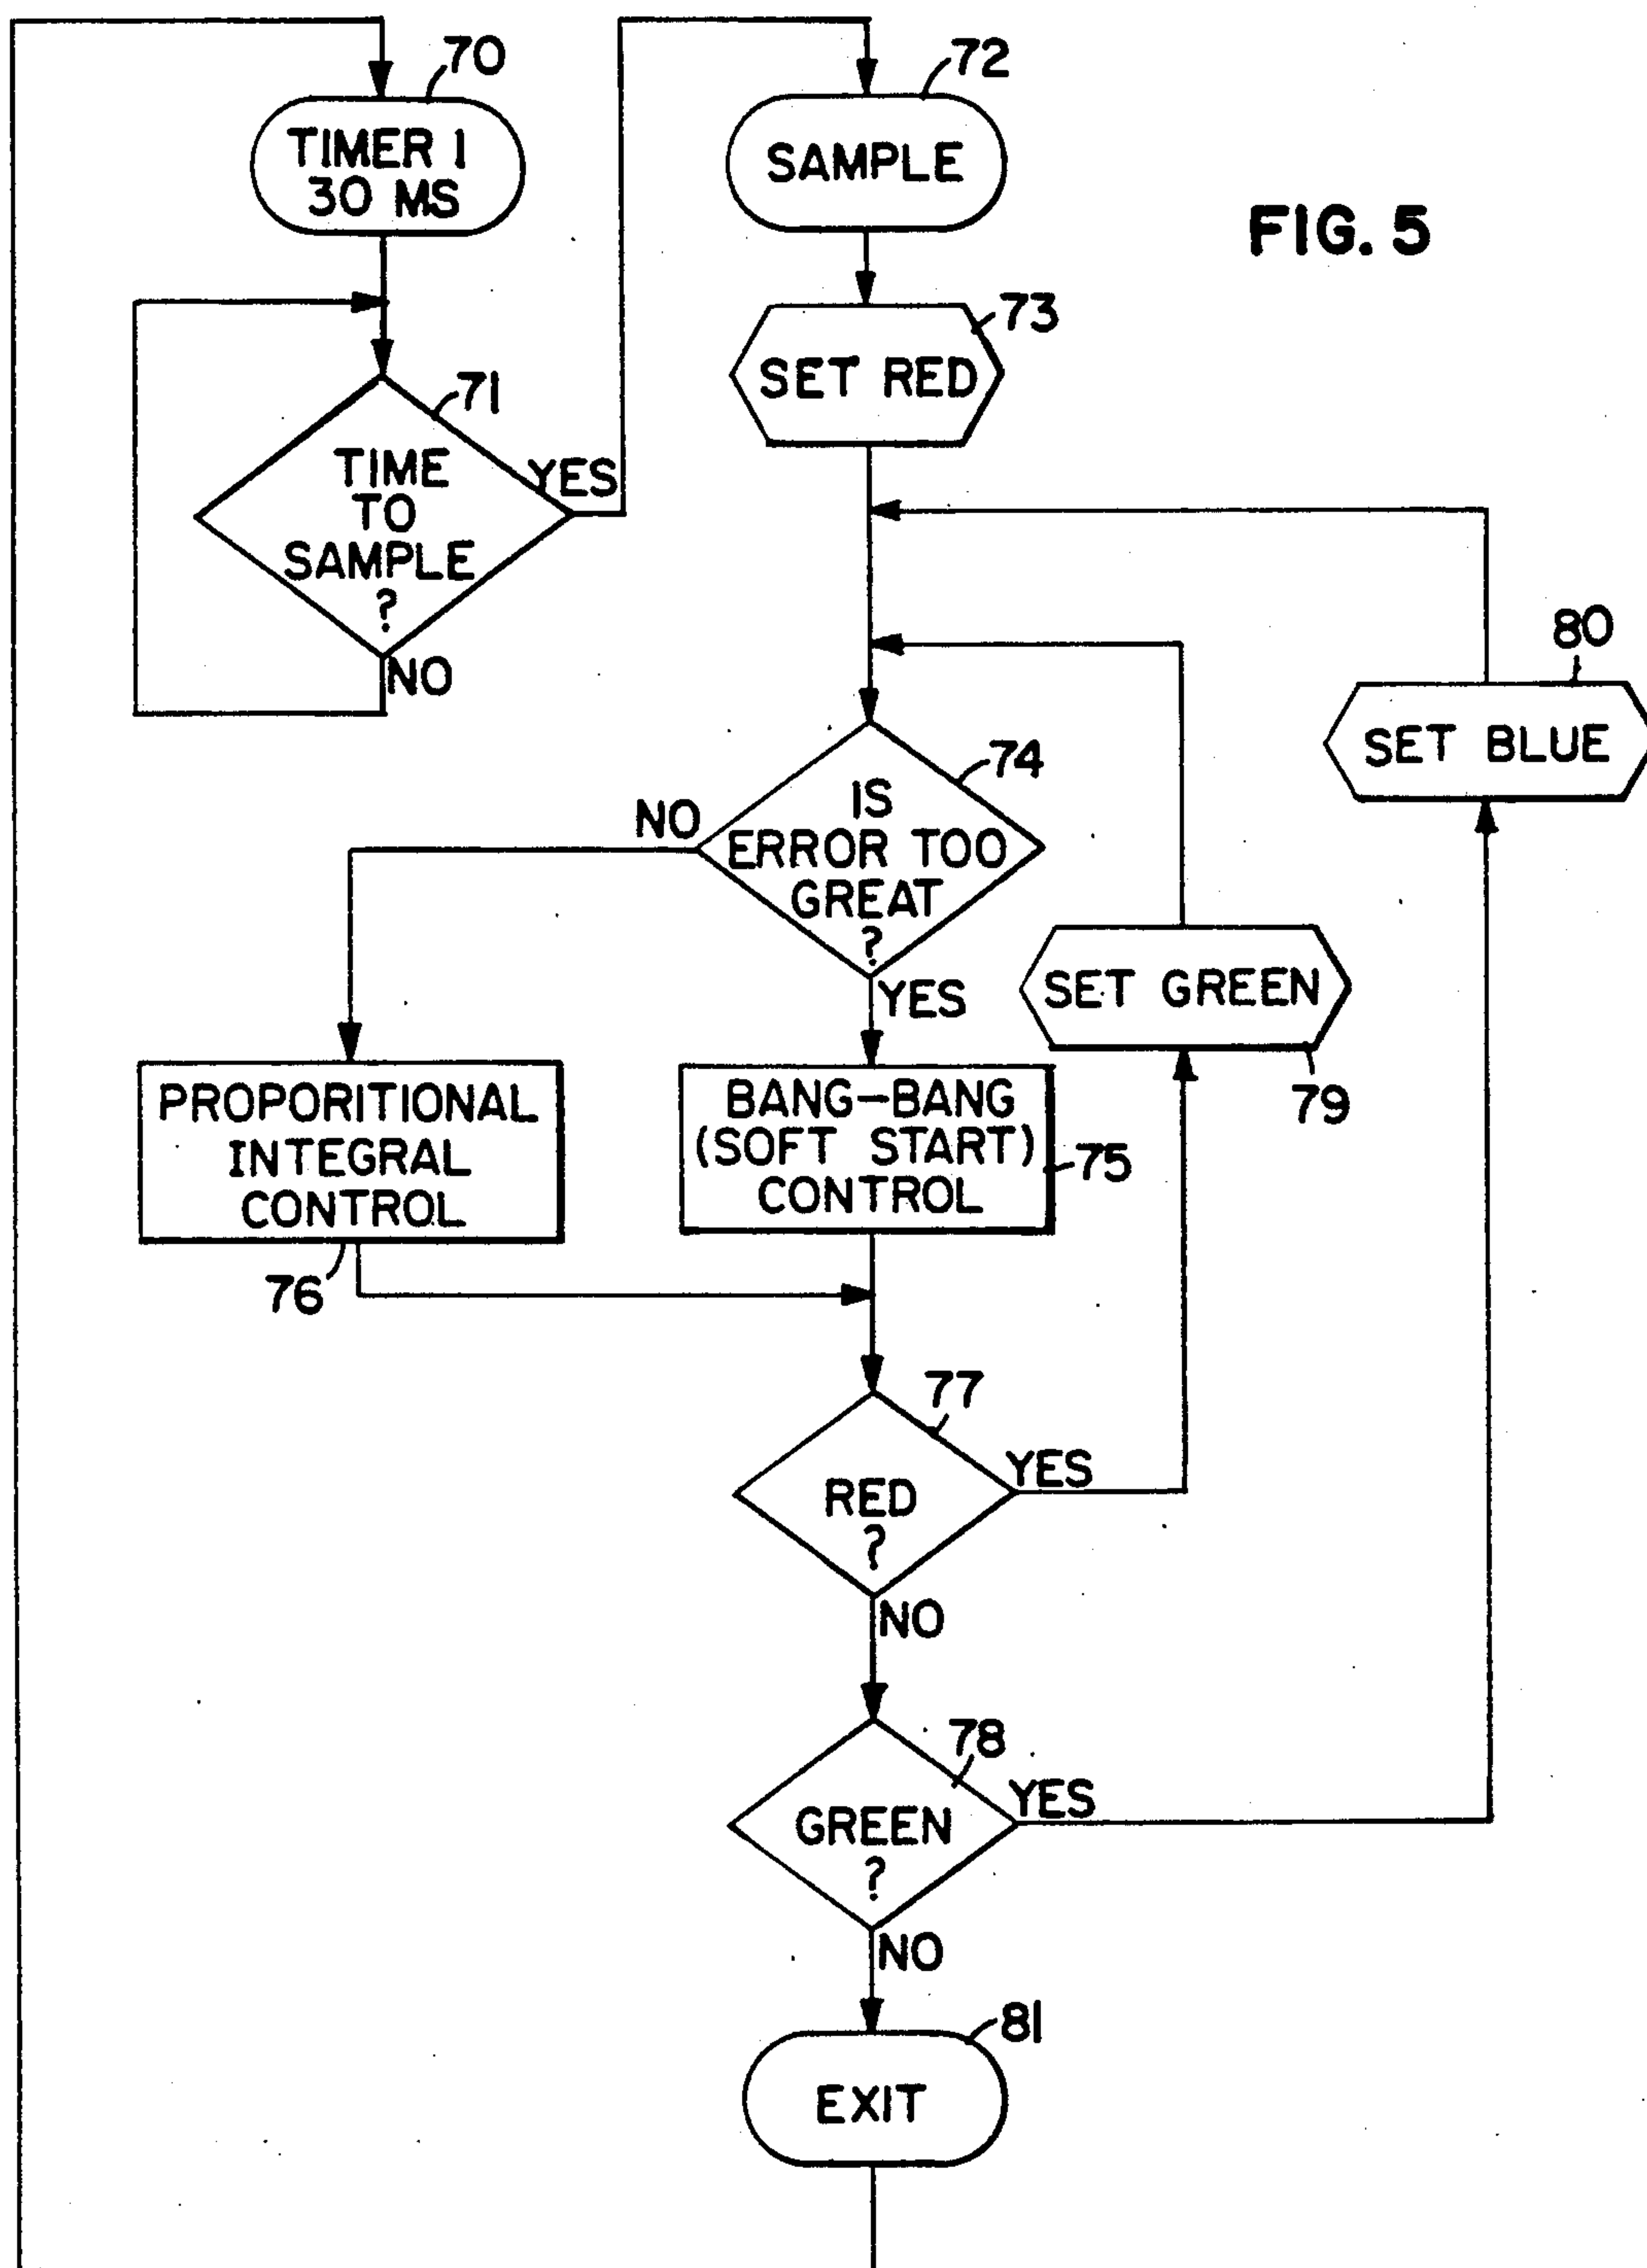 70
TIMER 1
30 MS
72
SAMPLE
FIG. 5
73
SET RED
71
TIME
TO
SAMPLE
?
YES
NO
80
SET BLUE
74
IS
ERROR TOO
GREAT
?
NO
YES
SET GREEN
79
PROPORITIONAL
INTEGRAL
CONTROL
76
BANG-BANG
(SOFT START)
CONTROL
75
77
RED
?
YES
NO
78
GREEN
?
YES
NO
81
EXIT